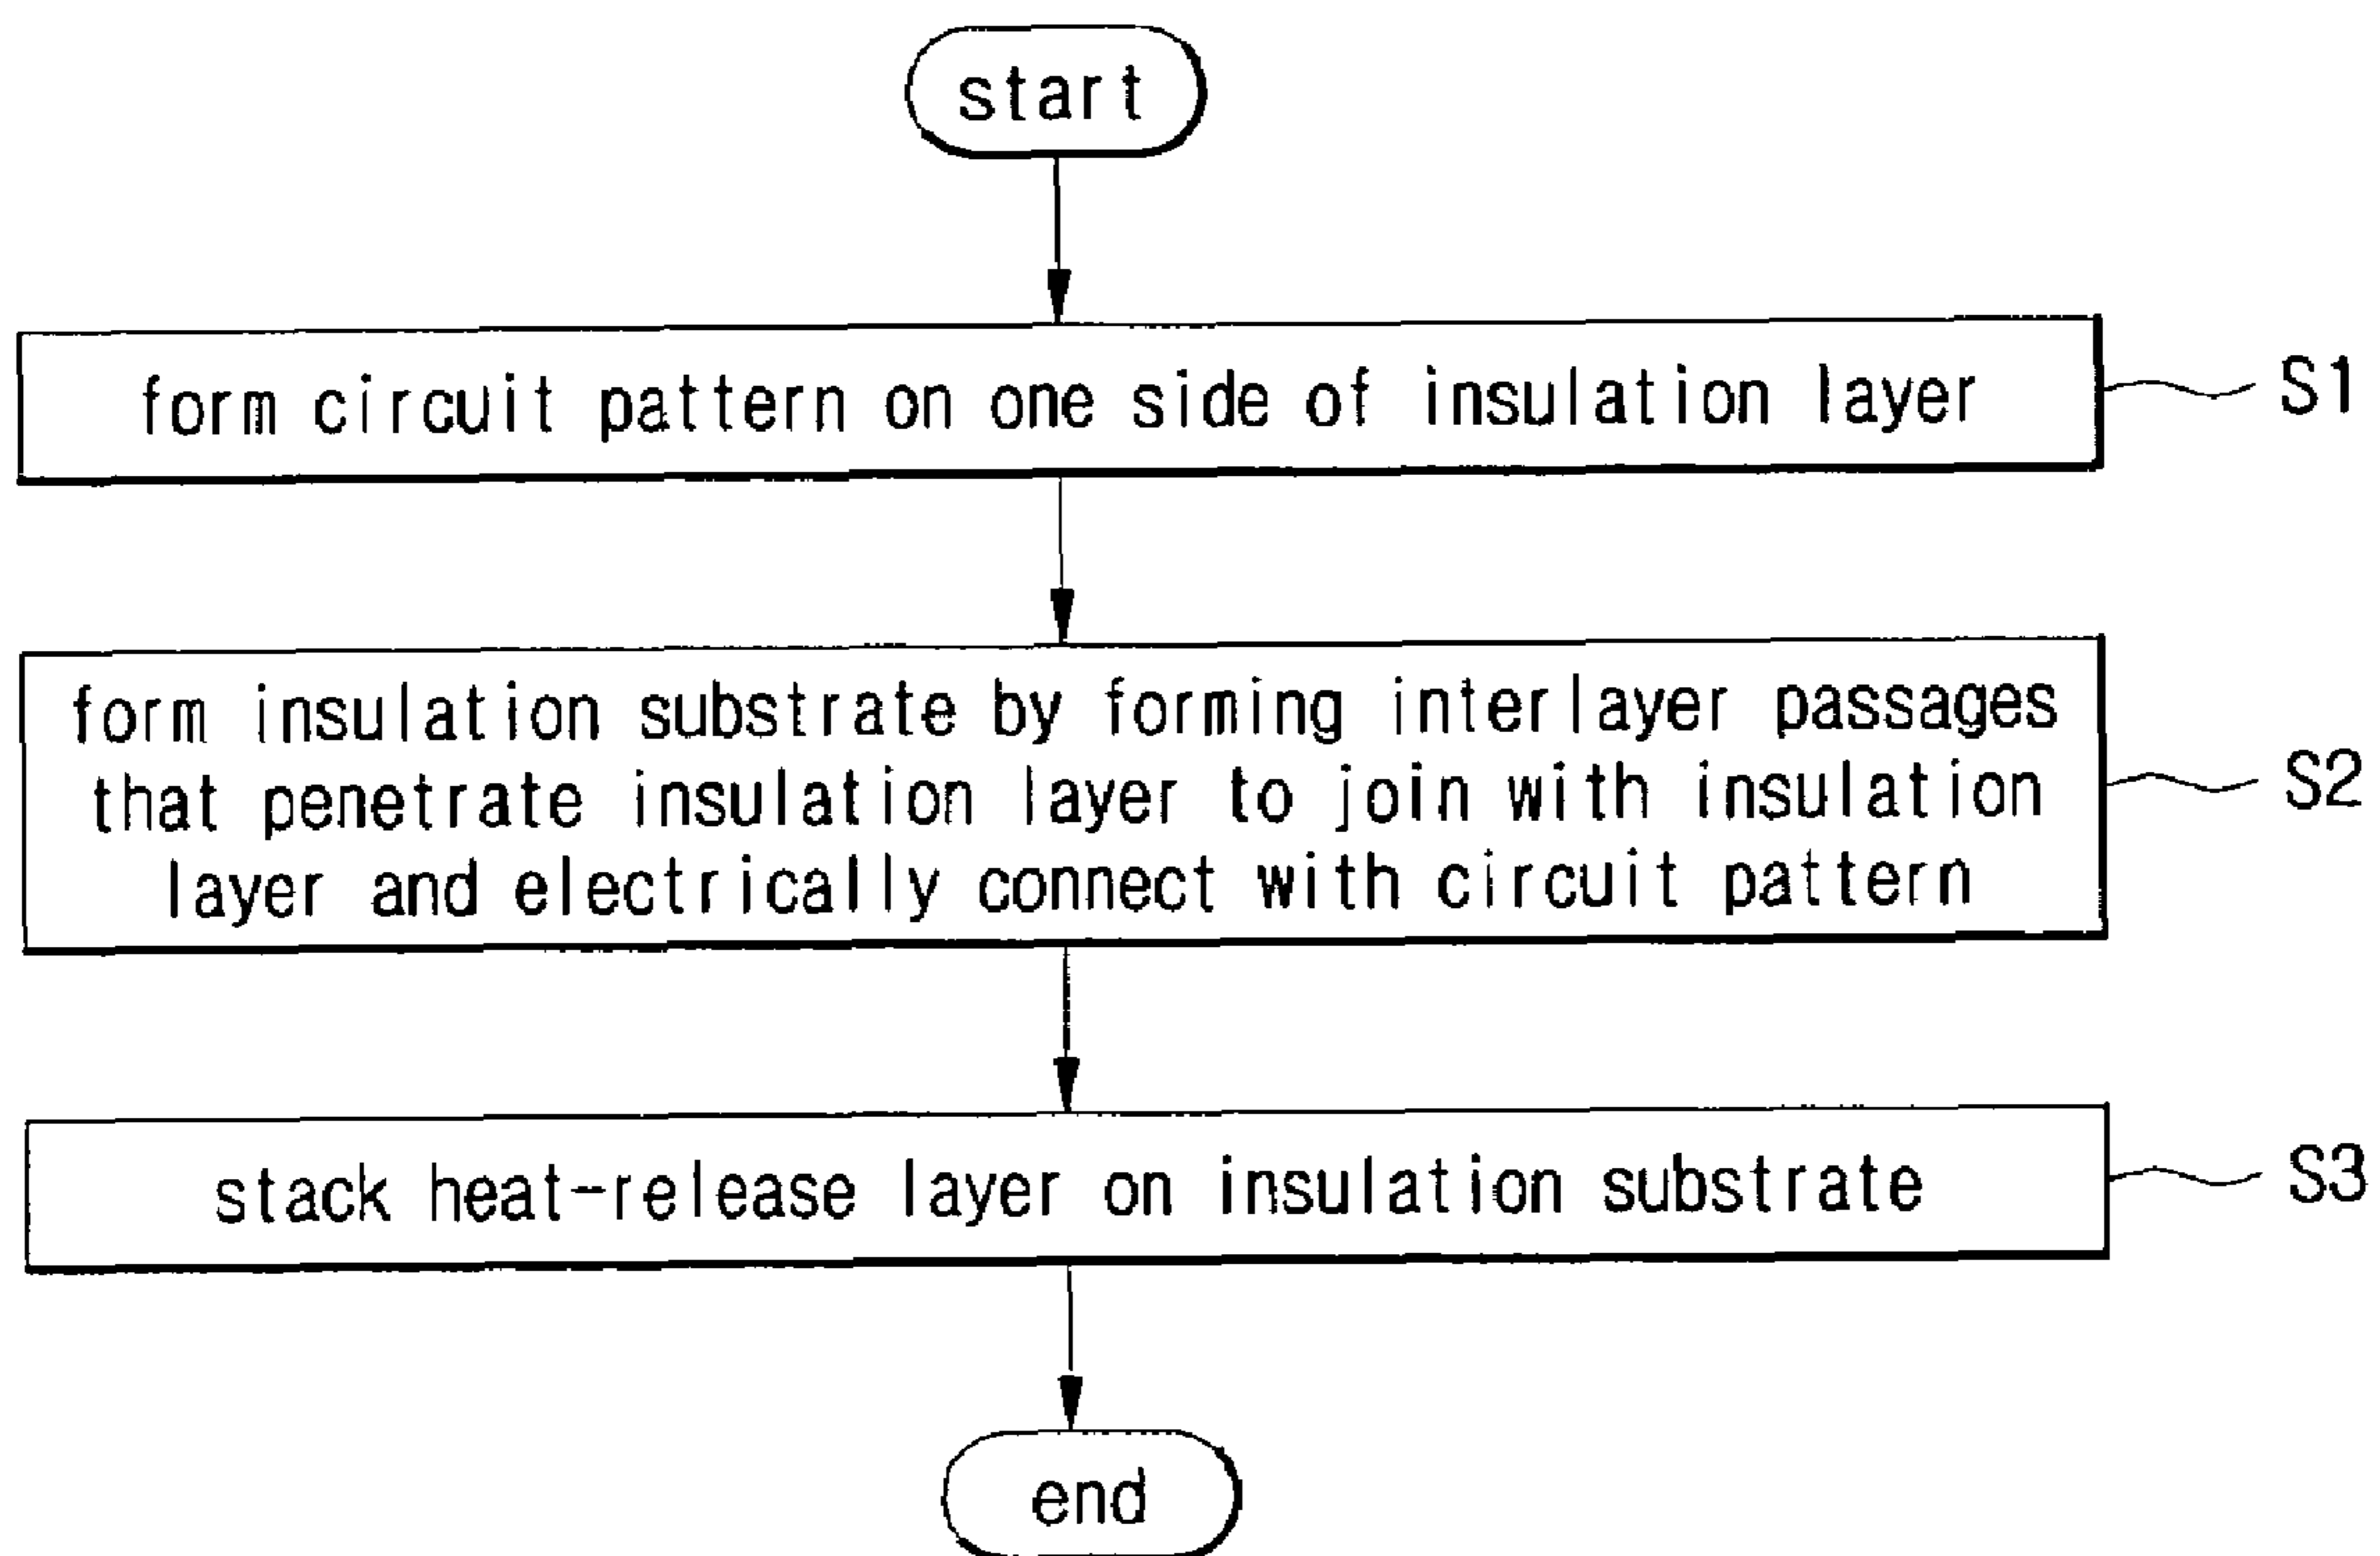 start
form circuit pattern on one side of insulation layer
S1
form insulation substrate by forming interlayer passages
that penetrate insulation layer to join with insulation
layer and electrically connect with circuit pattern
S2
stack heat-release layer on insulation substrate
S3
end